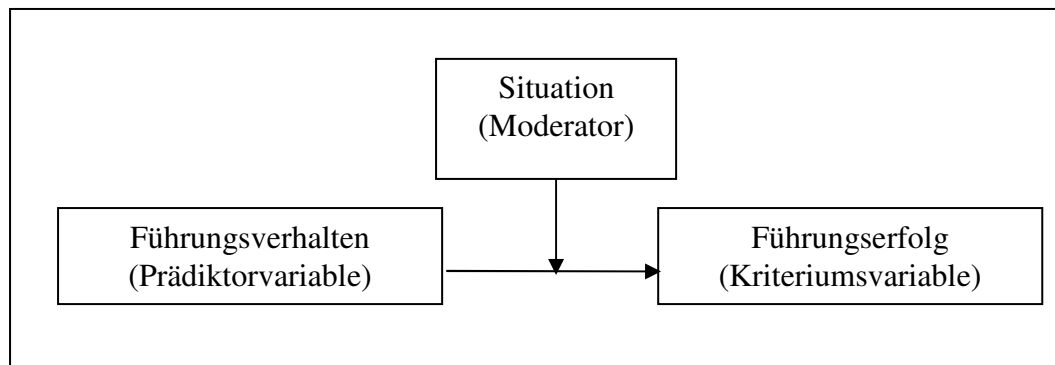 Situation
(Moderator)
Führungsverhalten
(Prädiktorvariable)
Führungserfolg
(Kriteriumsvariable)